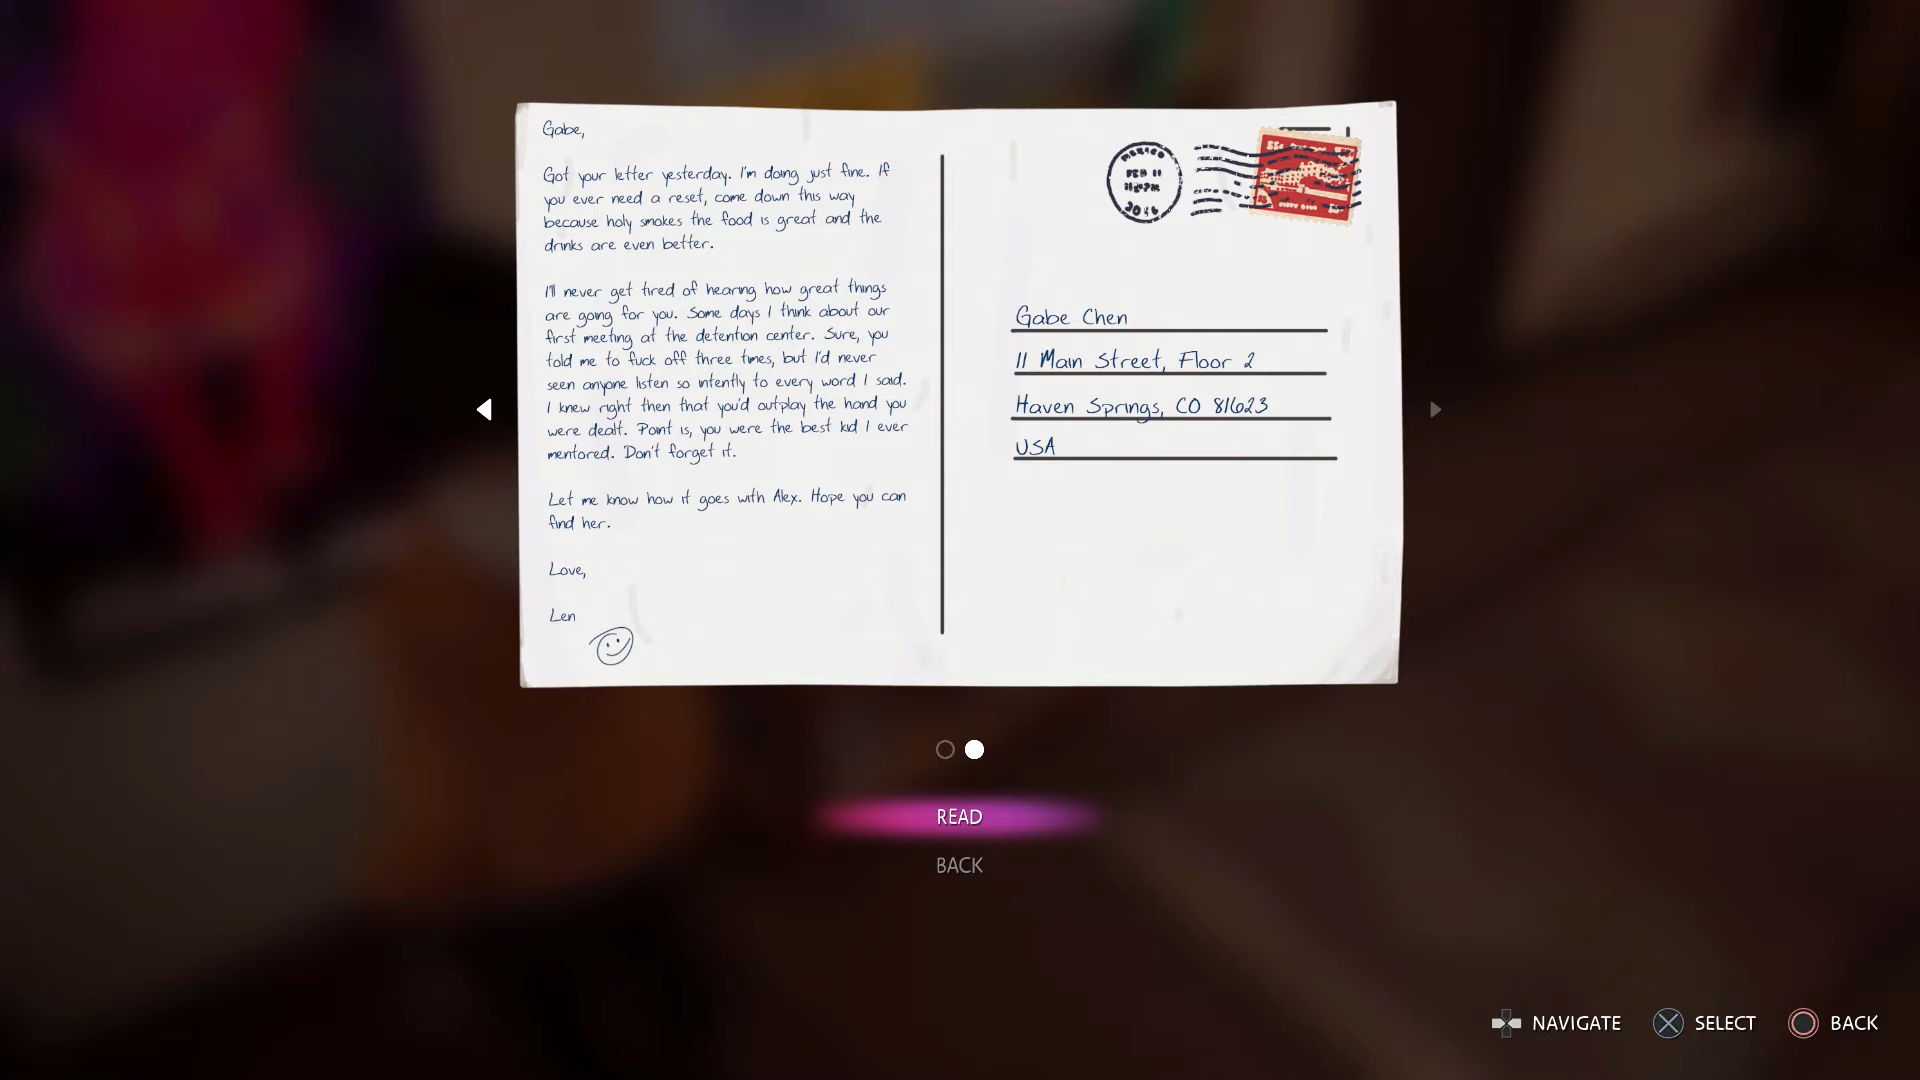 Gabe,
Got your letter yesterday. I'm doing just fine. If
you ever need a reset, come down this way
because holy smokes the food is great and the
drinks are even better.
I'll never get tired of hearing how great things
are going for you. Some days I think about our
first meeting at the detention center. Sure, you
told me to fuck off three times, but I'd never
seen anyone listen so intently to every word I said.
I knew right then that you'd outplay the hand you
were dealt. Point is, you were the best kid I ever
mentored. Don't forget it.
Let me know how it goes with Alex. Hope you can
find her.
Love,
Len
MEXICO
FEB 11
Gabe Chen
11 Main Street, Floor 2
Haven Springs, CO 81623
USA
READ
BACK
NAVIGATE
SELECT
BACK